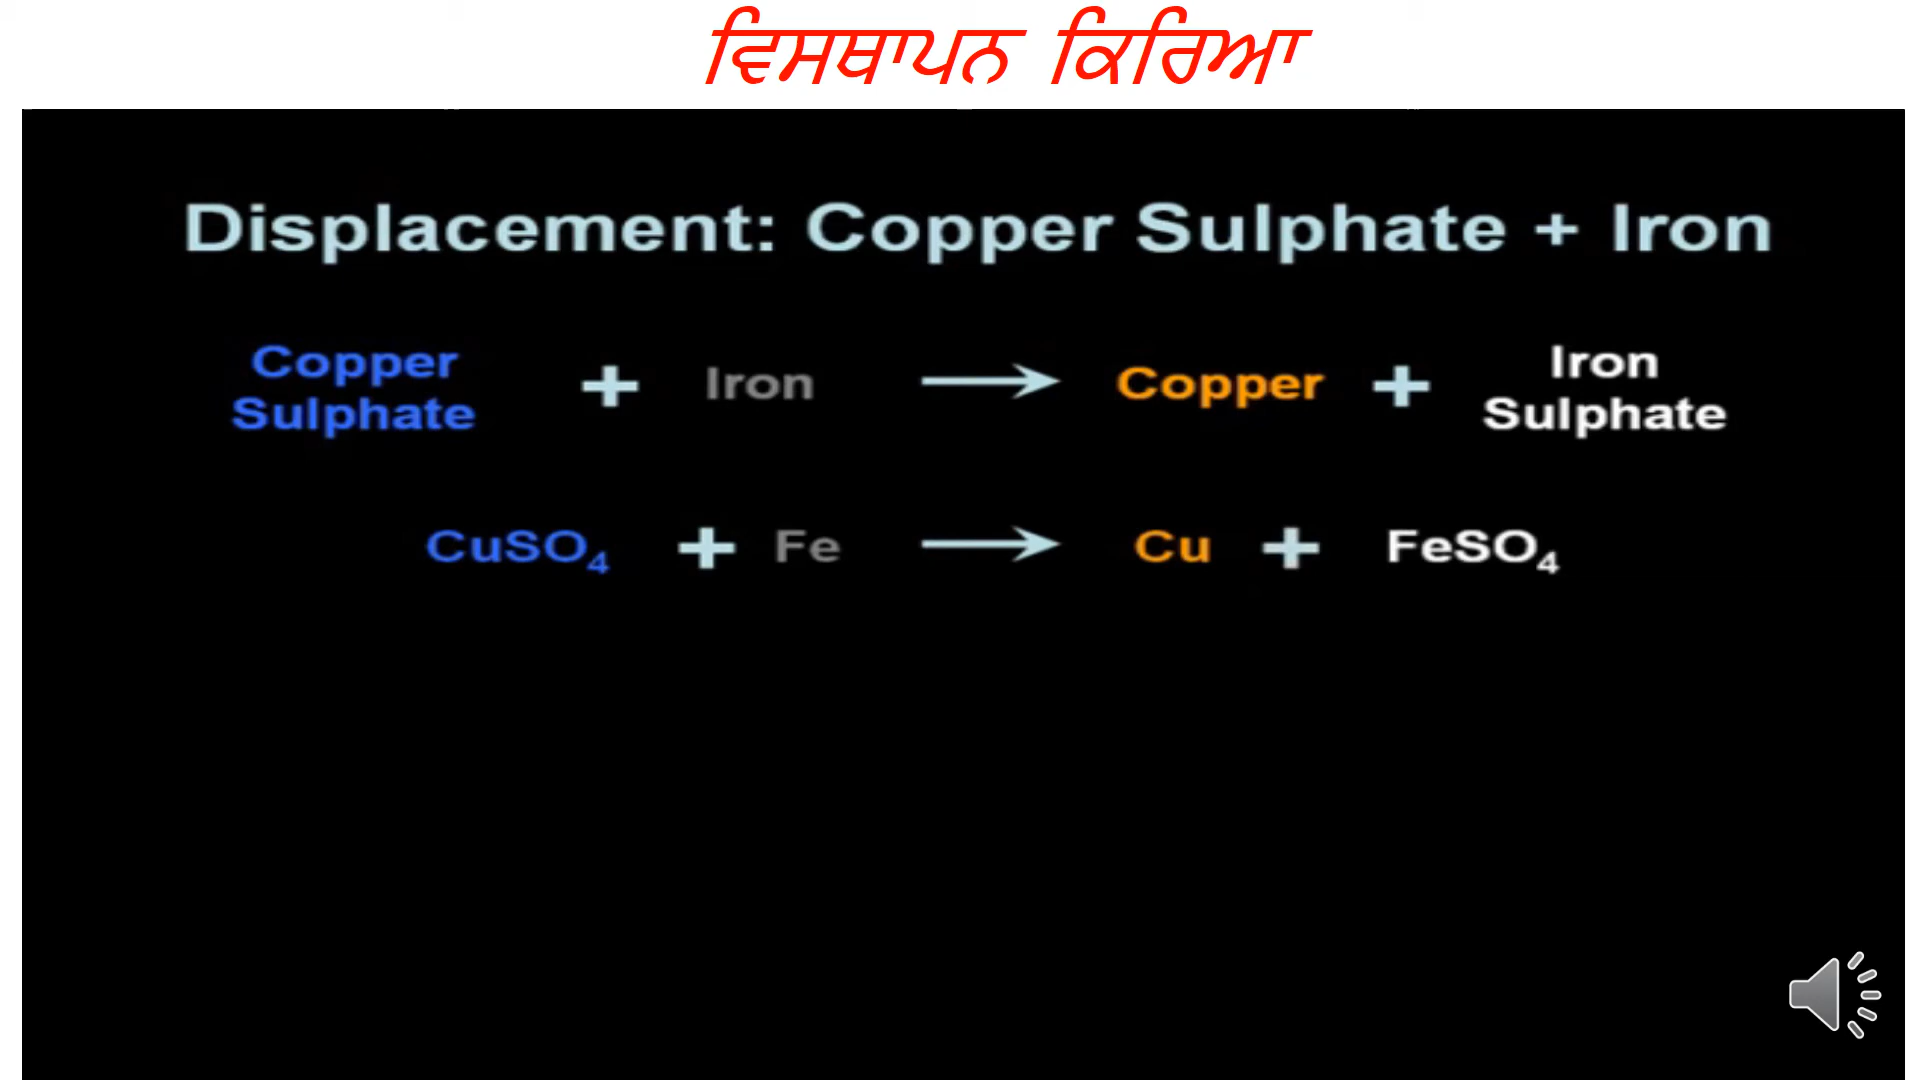 ਵਿਸਥਾਪਨ ਕਿਰਿਆ
Displacement: Copper Sulphate + Iron
Copper Sulphate + Iron → Copper + Iron Sulphate
CuSO₄ + Fe → Cu + FeSO₄